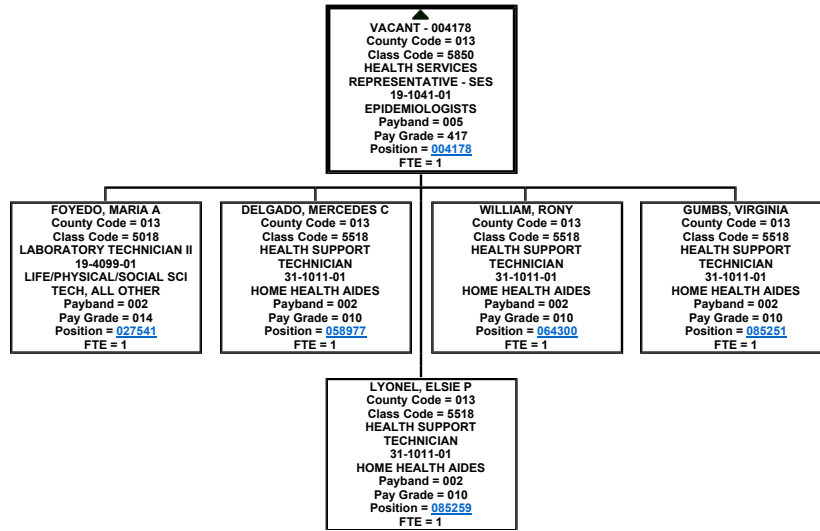 VACANT - 004178
County Code = 013
Class Code = 5850
HEALTH SERVICES
REPRESENTATIVE - SES
19-1041-01
EPIDEMIOLOGISTS
Payband = 005
Pay Grade = 417
Position = 004178
FTE = 1
FOYEDO, MARIA A
County Code = 013
Class Code = 5018
LABORATORY TECHNICIAN II
19-4099-01
LIFE/PHYSICAL/SOCIAL SCI
TECH, ALL OTHER
Payband = 002
Pay Grade = 014
Position = 027541
FTE = 1
DELGADO, MERCEDES C
County Code = 013
Class Code = 5518
HEALTH SUPPORT
TECHNICIAN
31-1011-01
HOME HEALTH AIDES
Payband = 002
Pay Grade = 010
Position = 058977
FTE = 1
WILLIAM, RONY
County Code = 013
Class Code = 5518
HEALTH SUPPORT
TECHNICIAN
31-1011-01
HOME HEALTH AIDES
Payband = 002
Pay Grade = 010
Position = 064300
FTE = 1
GUMBS, VIRGINIA
County Code = 013
Class Code = 5518
HEALTH SUPPORT
TECHNICIAN
31-1011-01
HOME HEALTH AIDES
Payband = 002
Pay Grade = 010
Position = 085251
FTE = 1
LYONEL, ELSIE P
County Code = 013
Class Code = 5518
HEALTH SUPPORT
TECHNICIAN
31-1011-01
HOME HEALTH AIDES
Payband = 002
Pay Grade = 010
Position = 085259
FTE = 1